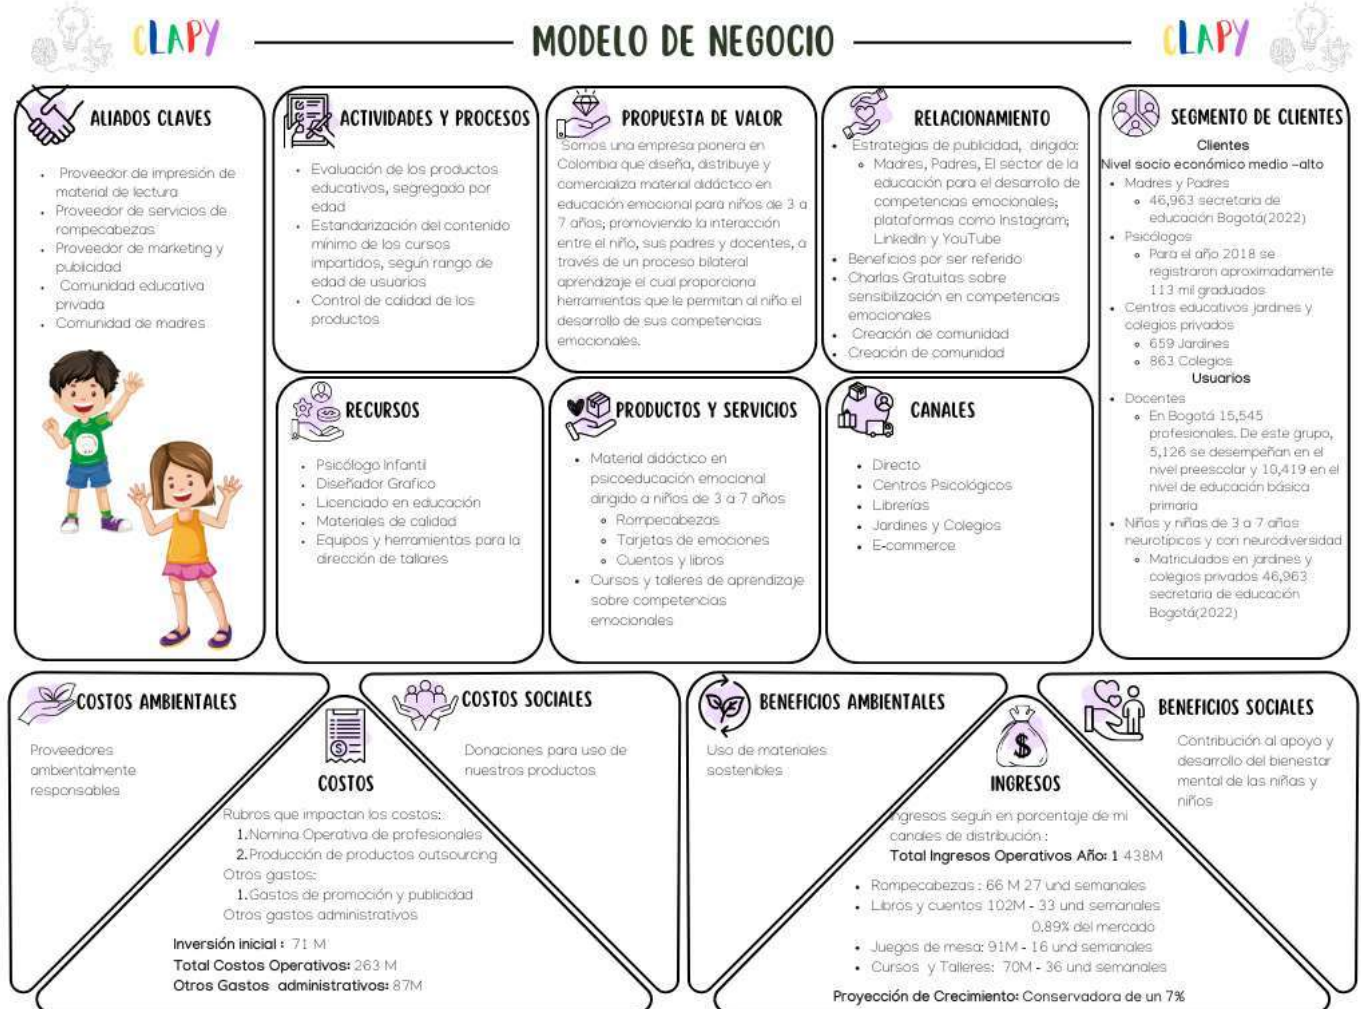 CLAPY
MODELO DE NEGOCIO
CLAPY
ALIADOS CLAVES
Proveedor de impresión de
material de lectura
Proveedor de servicios de
rompecabezas
Proveedor de marketing y
publicidad
Comunidad educativa
privada
Comunidad de madres
ACTIVIDADES Y PROCESOS
Evaluación de los productos
educativos, segregado por
edad
Estandarización del contenido
mínimo de los cursos
impartidos, según rango de
edad de usuarios
Control de calidad de los
productos
RECURSOS
Psicólogo Infantil
Diseñador Grafico
Licenciado en educación
Materiales de calidad
Equipos y herramientas para la
dirección de tallares
PROPUESTA DE VALOR
Somos una empresa pionera en
Colombia que diseña, distribuye y
comercializa material didáctico en
educación emocional para niños de 3 a
7 años; promoviendo la interacción
entre el niño, sus padres y docentes, a
través de un proceso bilateral
aprendizaje el cual proporciona
herramientas que le permitan al niño el
desarrollo de sus competencias
emocionales.
PRODUCTOS Y SERVICIOS
Material didáctico en
psicoeducación emocional
dirigido a niños de 3 a 7 años
Rompecabezas
Tarjetas de emociones
Cuentos y libros
Cursos y talleres de aprendizaje
sobre competencias
emocionales
RELACIONAMIENTO
Estrategias de publicidad, dirigido:
Madres, Padres, El sector de la
educación para el desarrollo de
competencias emocionales;
plataformas como Instagram;
LinkedIn y YouTube
Beneficios por ser referido
Charlas Gratuitas sobre
sensibilización en competencias
emocionales
Creación de comunidad
Creación de comunidad
CANALES
Directo
Centros Psicológicos
Librerías
Jardines y Colegios
E-commerce
SEGMENTO DE CLIENTES
Clientes
Nivel socio económico medio -alto
Madres y Padres
46,963 secretaria de
educación Bogotá(2022)
Psicólogos
Para el año 2018 se
registraron aproximadamente
113 mil graduados
Centros educativos jardines y
colegios privados
659 Jardines
863 Colegios
Usuarios
Docentes
En Bogotá 15,545
profesionales. De este grupo,
5,126 se desempeñan en el
nivel preescolar y 10,419 en el
nivel de educación básica
primaria
Niños y niñas de 3 a 7 años
neurotípicos y con neurodiversidad
Matriculados en jardines y
colegios privados 46,963
secretaria de educación
Bogotá(2022)
COSTOS AMBIENTALES
Proveedores
ambientalmente
responsables
COSTOS
Rubros que impactan los costos:
1.Nomina Operativa de profesionales
2.Producción de productos outsourcing
Otros gastos:
1.Gastos de promoción y publicidad
Otros gastos administrativos
Inversión inicial : 71 M
Total Costos Operativos: 263 M
Otros Gastos administrativos: 87M
COSTOS SOCIALES
Donaciones para uso de
nuestros productos
BENEFICIOS AMBIENTALES
Uso de materiales
sostenibles
INGRESOS
Ingresos según en porcentaje de mi
canales de distribución :
Total Ingresos Operativos Año: 1 438M
Rompecabezas : 66 M 27 und semanales
Libros y cuentos 102M - 33 und semanales
0,89% del mercado
Juegos de mesa: 91M - 16 und semanales
Cursos y Talleres: 70M - 36 und semanales
Proyección de Crecimiento: Conservadora de un 7%
BENEFICIOS SOCIALES
Contribución al apoyo y
desarrollo del bienestar
mental de las niñas y
niños